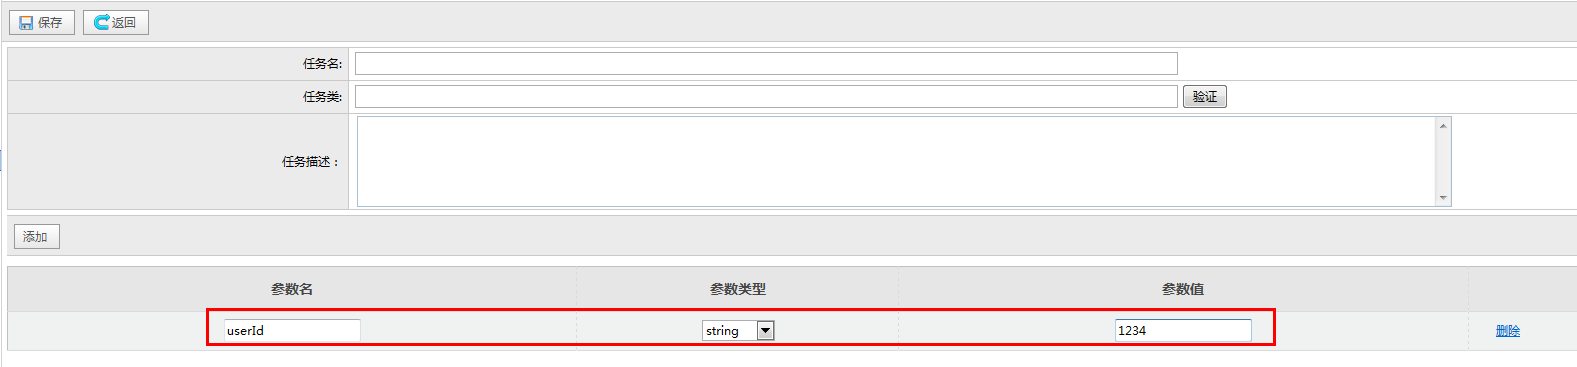 保存 返回
任务名:
任务类: 验证
任务描述：
添加
参数名 参数类型 参数值
userId string 1234 删除